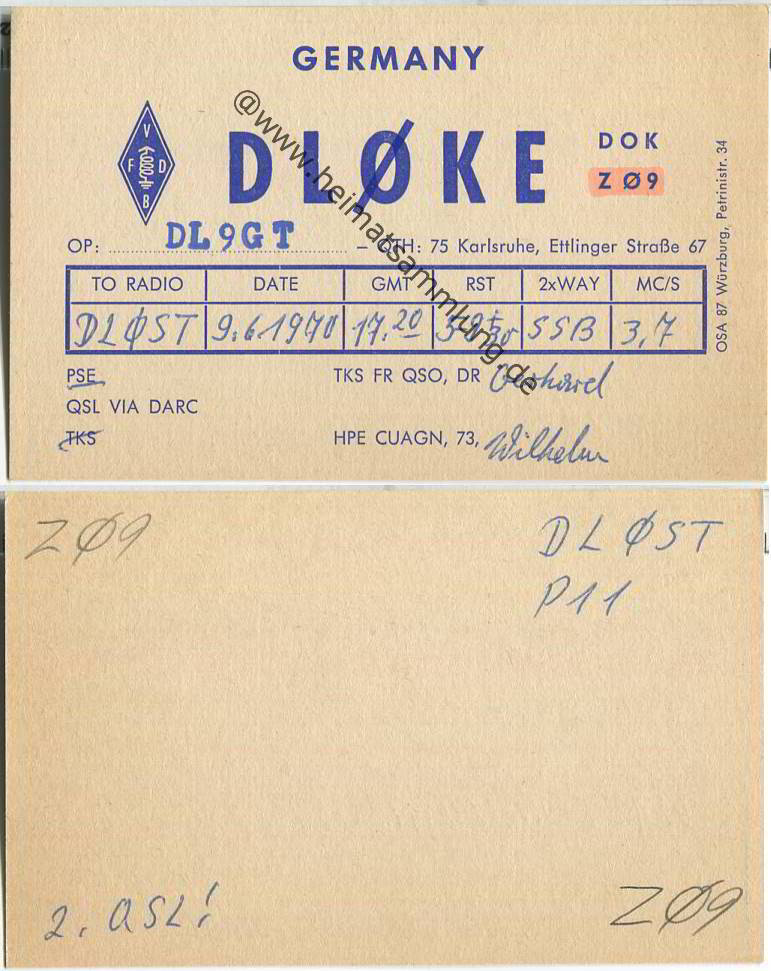 GERMANY
V
F D
B
DLØKE
DOK
ZØ9
OP: DL9GT – QTH: 75 Karlsruhe, Ettlinger Straße 67
TO RADIO DATE GMT RST 2xWAY MC/S
DLØST 9.6.1970 17.20 SSB 3,7
PSE TKS FR QSO, DR Gerhard
QSL VIA DARC
TKS HPE CUAGN, 73, Wilhelm
OSA 87 Würzburg, Petrinistr. 34
@www.heimatsammlung.de
ZØ9 DLØST
P11
2. QSL!
ZØ9